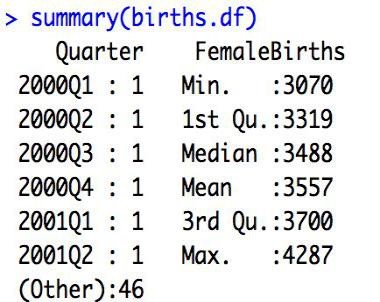 > summary(births.df)
Quarter FemaleBirths
2000Q1 : 1 Min. :3070
2000Q2 : 1 1st Qu.:3319
2000Q3 : 1 Median :3488
2000Q4 : 1 Mean :3557
2001Q1 : 1 3rd Qu.:3700
2001Q2 : 1 Max. :4287
(Other):46